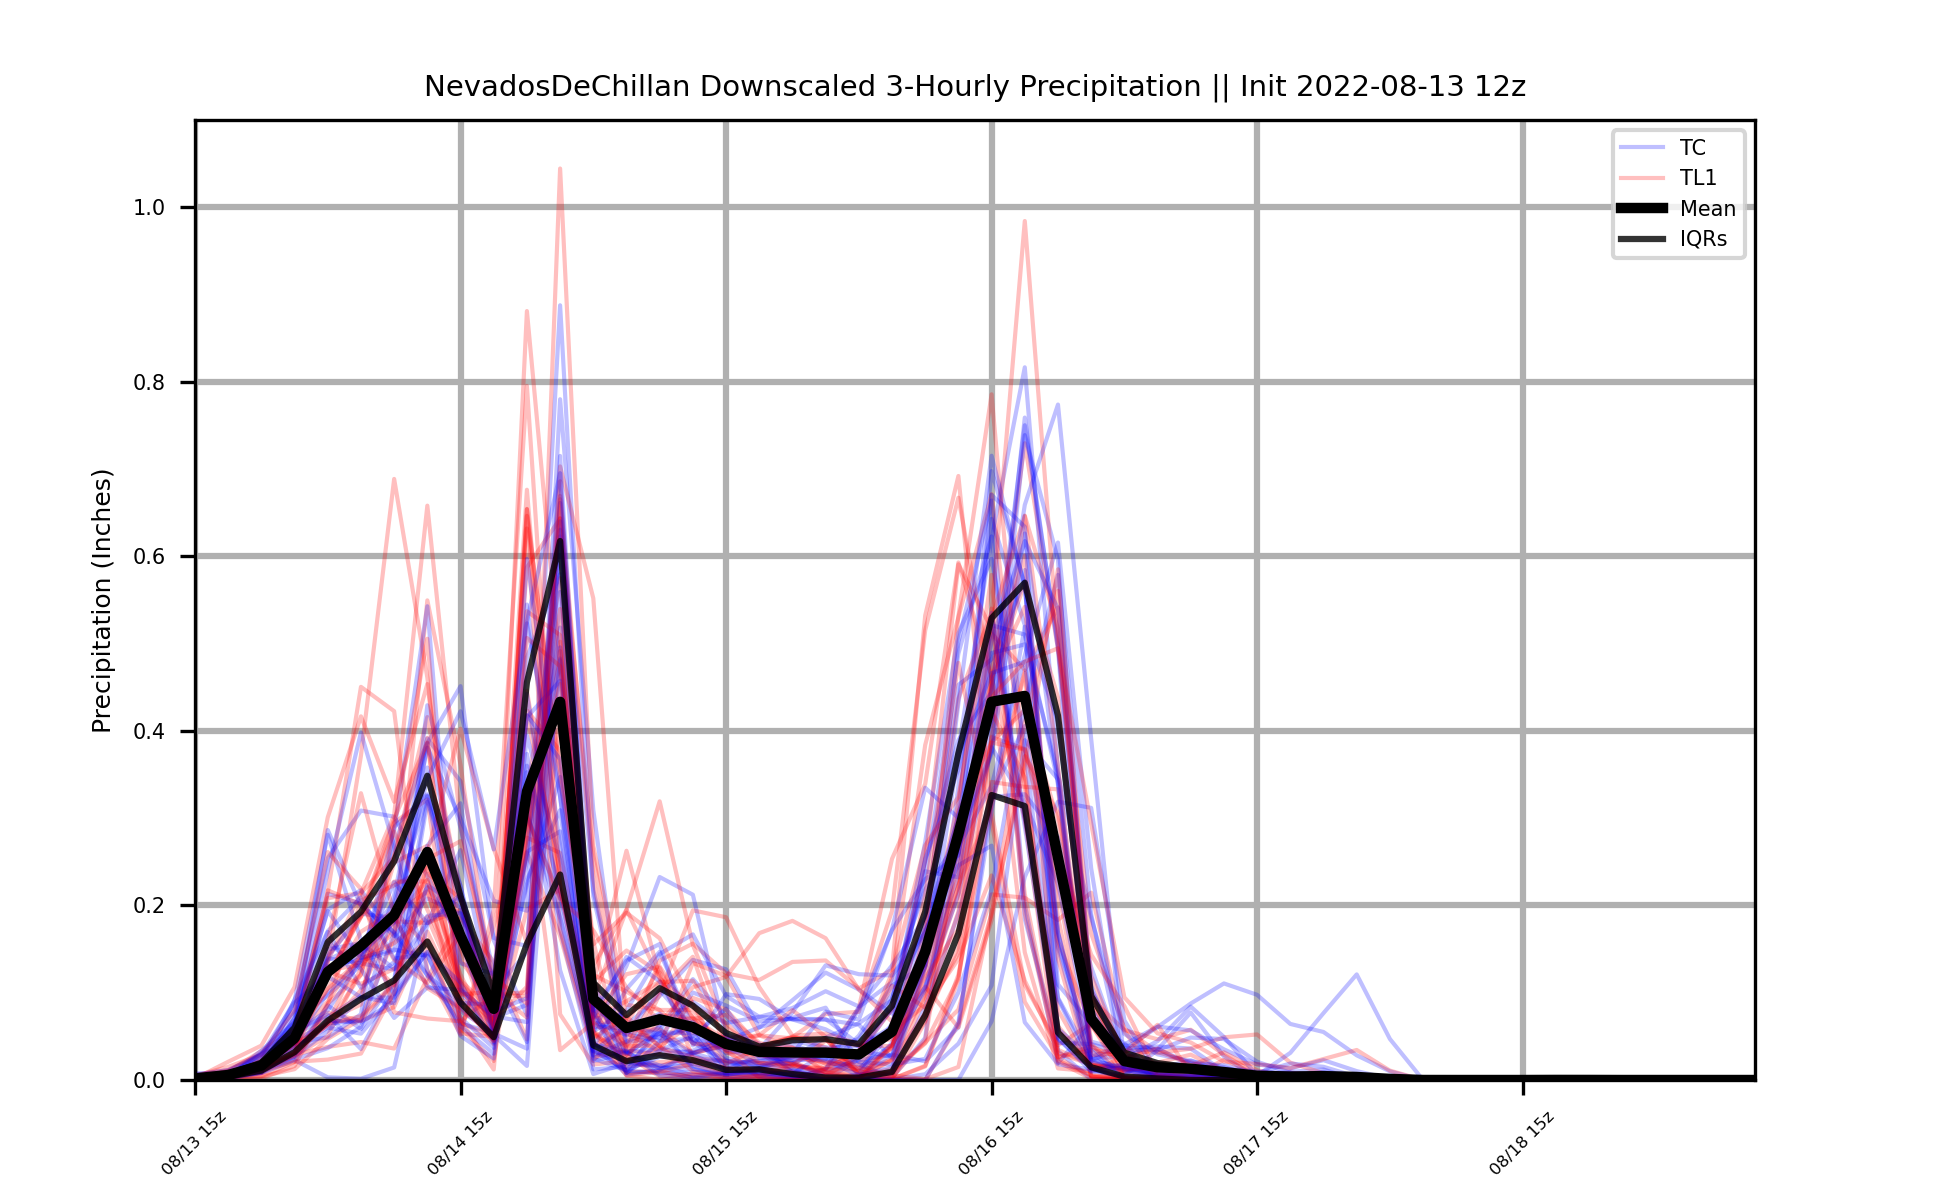 NevadosDeChillan Downscaled 3-Hourly Precipitation || Init 2022-08-13 12z
TC
TL1
Mean
IQRs
Precipitation (Inches)
1.0
0.8
0.6
0.4
0.2
0.0
08/13 15z
08/14 15z
08/15 15z
08/16 15z
08/17 15z
08/18 15z